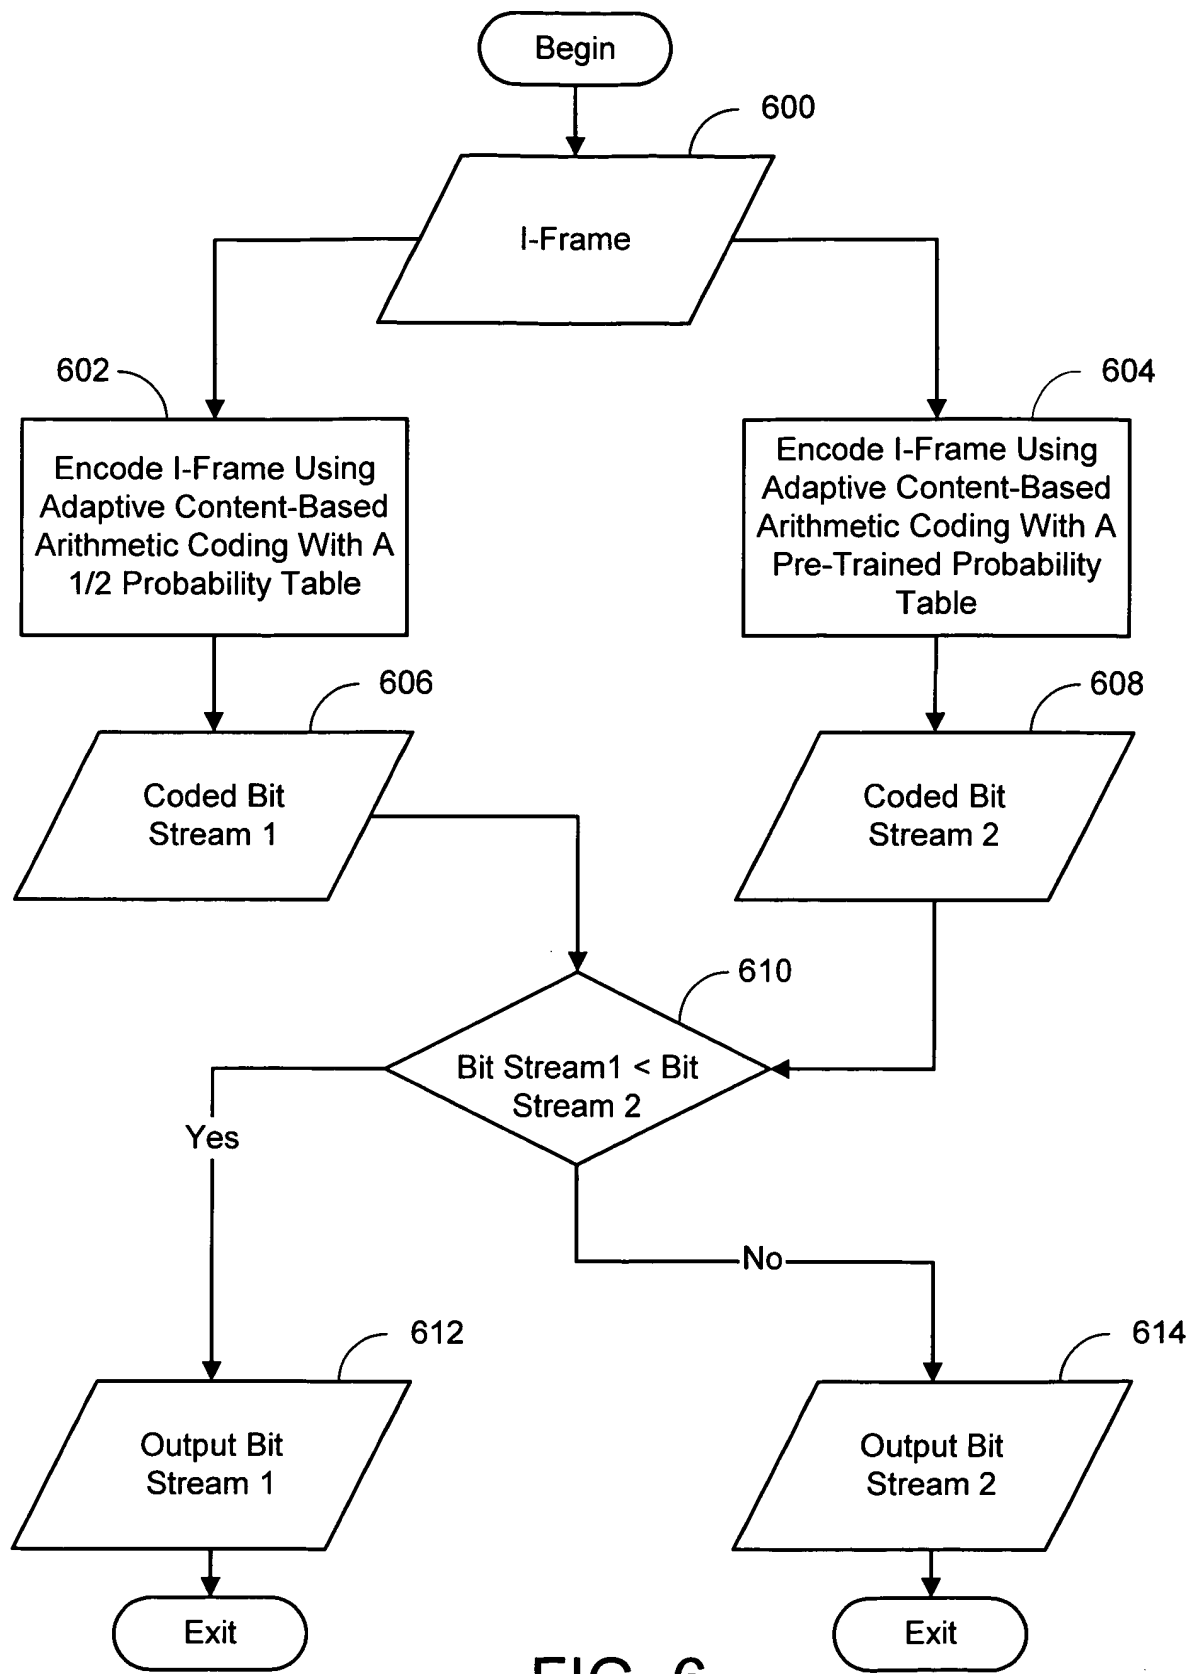 Begin
600
I-Frame
602
604
Encode I-Frame Using
Adaptive Content-Based
Arithmetic Coding With A
1/2 Probability Table
Encode I-Frame Using
Adaptive Content-Based
Arithmetic Coding With A
Pre-Trained Probability
Table
606
608
Coded Bit
Stream 1
Coded Bit
Stream 2
610
Bit Stream1 < Bit
Stream 2
Yes
No
612
614
Output Bit
Stream 1
Output Bit
Stream 2
Exit
Exit
FIG. 6